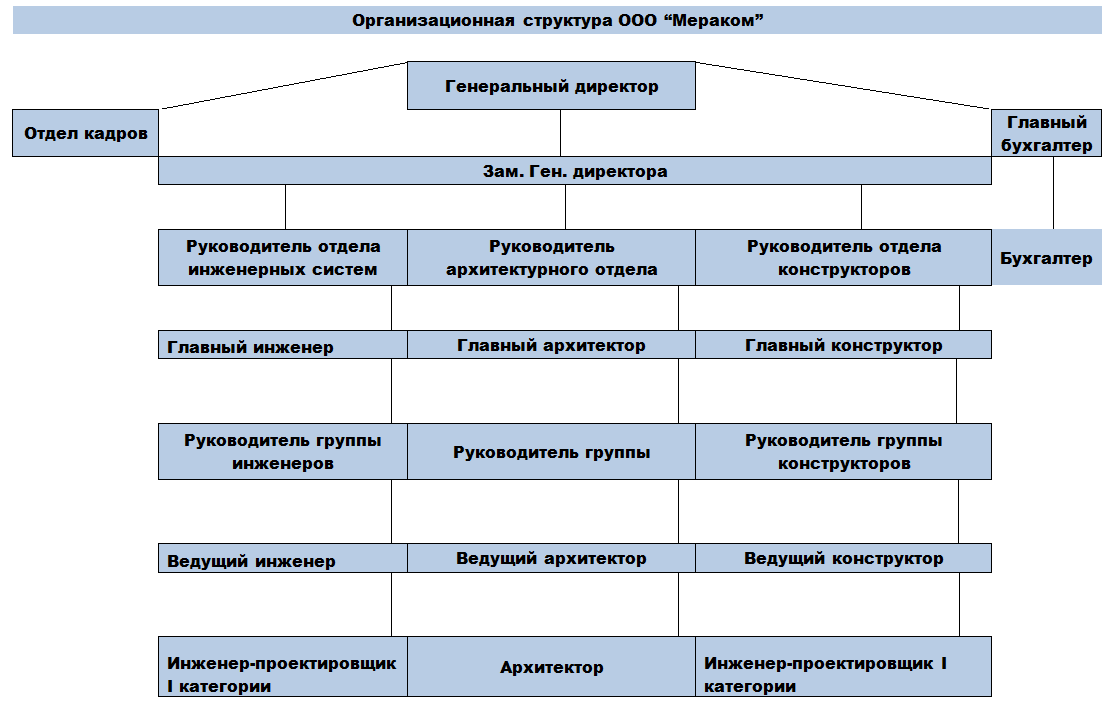 Организационная структура ООО “Мераком”
Генеральный директор
Отдел кадров
Главный
бухгалтер
Зам. Ген. директора
Руководитель отдела
инженерных систем
Руководитель
архитектурного отдела
Руководитель отдела
конструкторов
Бухгалтер
Главный инженер
Главный архитектор
Главный конструктор
Руководитель группы
инженеров
Руководитель группы
Руководитель группы
конструкторов
Ведущий инженер
Ведущий архитектор
Ведущий конструктор
Инженер-проектировщик
I категории
Архитектор
Инженер-проектировщик I
категории